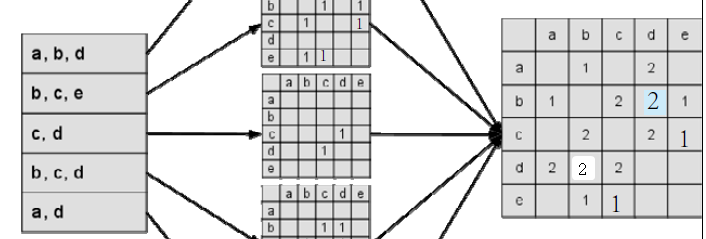 a, b, d
b, c, e
c, d
b, c, d
a, d
b 1 1
c 1 1
d
e 1 1
a b c d e
a
b
c 1
d 1
e
a b c d e
a
b 1 1
a b c d e
a 1 2
b 1 2 2 1
c 2 2 1
d 2 2 2
e 1 1